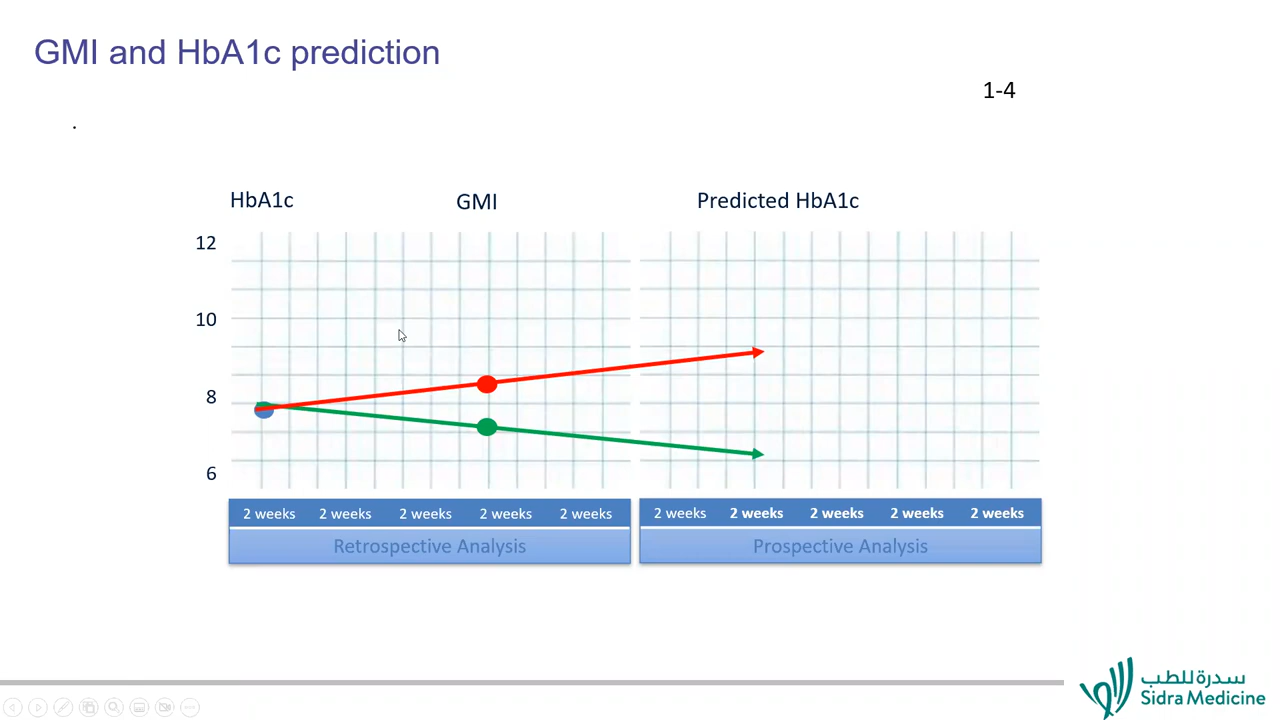 GMI and HbA1c prediction
1-4
.
HbA1c
GMI
Predicted HbA1c
12
10
8
6
2 weeks 2 weeks 2 weeks 2 weeks 2 weeks
2 weeks 2 weeks 2 weeks 2 weeks 2 weeks
Retrospective Analysis
Prospective Analysis
سدرة للطب
Sidra Medicine